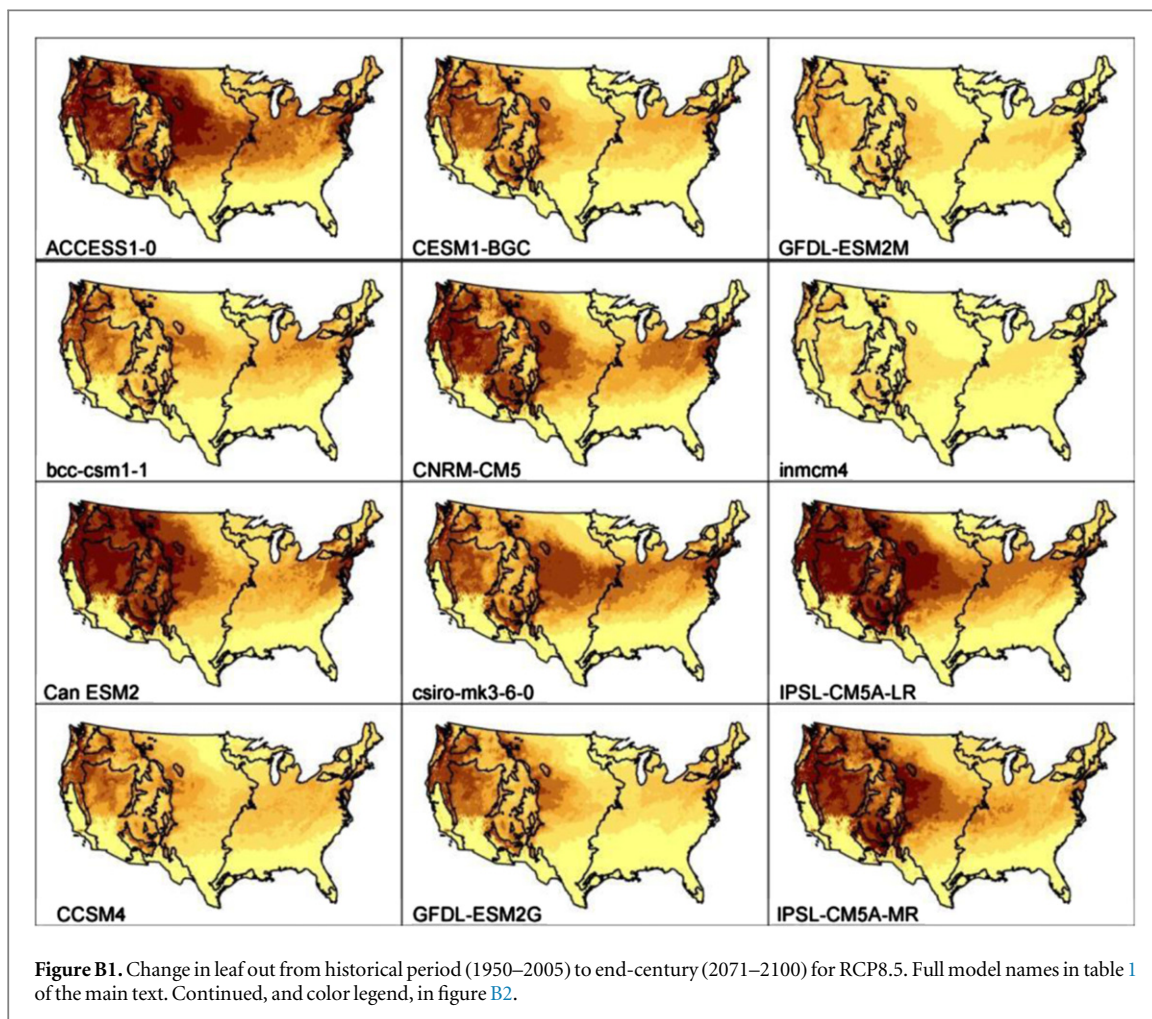 ACCESS1-0
CESM1-BGC
GFDL-ESM2M
bcc-csm1-1
CNRM-CM5
inmcm4
Can ESM2
csiro-mk3-6-0
IPSL-CM5A-LR
CCSM4
GFDL-ESM2G
IPSL-CM5A-MR
Figure B1. Change in leaf out from historical period (1950–2005) to end-century (2071–2100) for RCP8.5. Full model names in table 1
of the main text. Continued, and color legend, in figure B2.